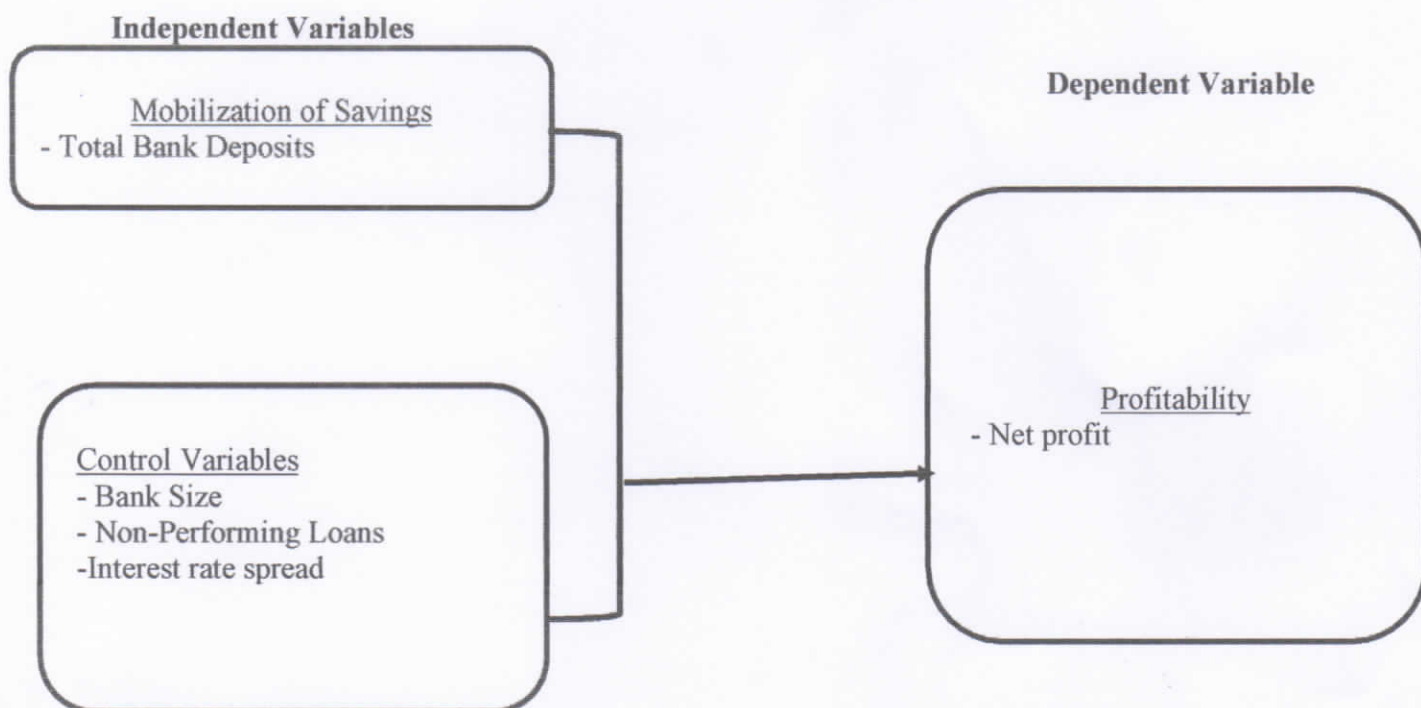 Independent Variables
Mobilization of Savings
- Total Bank Deposits
Control Variables
- Bank Size
- Non-Performing Loans
-Interest rate spread
Dependent Variable
Profitability
- Net profit